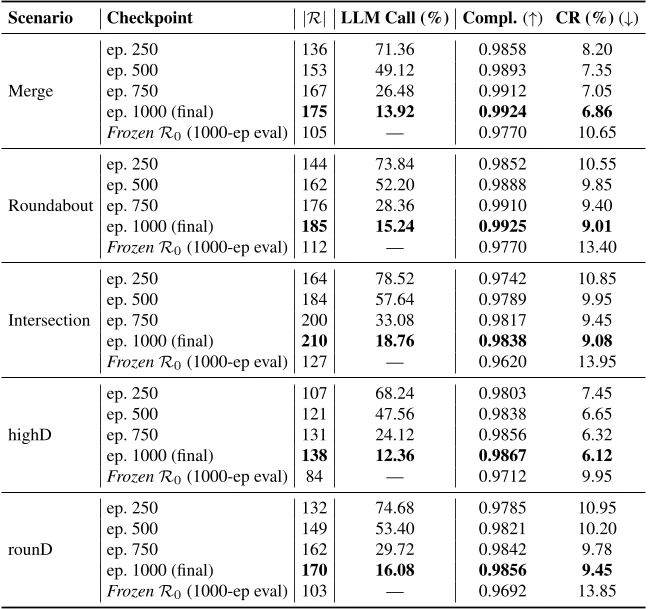 Scenario Checkpoint |ℛ| LLM Call (%) Compl. (↑) CR (%) (↓)
ep. 250 136 71.36 0.9858 8.20
ep. 500 153 49.12 0.9893 7.35
Merge ep. 750 167 26.48 0.9912 7.05
ep. 1000 (final) 175 13.92 0.9924 6.86
Frozen ℛ₀ (1000-ep eval) 105 — 0.9770 10.65
ep. 250 144 73.84 0.9852 10.55
ep. 500 162 52.20 0.9888 9.85
Roundabout ep. 750 176 28.36 0.9910 9.40
ep. 1000 (final) 185 15.24 0.9925 9.01
Frozen ℛ₀ (1000-ep eval) 112 — 0.9770 13.40
ep. 250 164 78.52 0.9742 10.85
ep. 500 184 57.64 0.9789 9.95
Intersection ep. 750 200 33.08 0.9817 9.45
ep. 1000 (final) 210 18.76 0.9838 9.08
Frozen ℛ₀ (1000-ep eval) 127 — 0.9620 13.95
ep. 250 107 68.24 0.9803 7.45
ep. 500 121 47.56 0.9838 6.65
highD ep. 750 131 24.12 0.9856 6.32
ep. 1000 (final) 138 12.36 0.9867 6.12
Frozen ℛ₀ (1000-ep eval) 84 — 0.9712 9.95
ep. 250 132 74.68 0.9785 10.95
ep. 500 149 53.40 0.9821 10.20
rounD ep. 750 162 29.72 0.9842 9.78
ep. 1000 (final) 170 16.08 0.9856 9.45
Frozen ℛ₀ (1000-ep eval) 103 — 0.9692 13.85